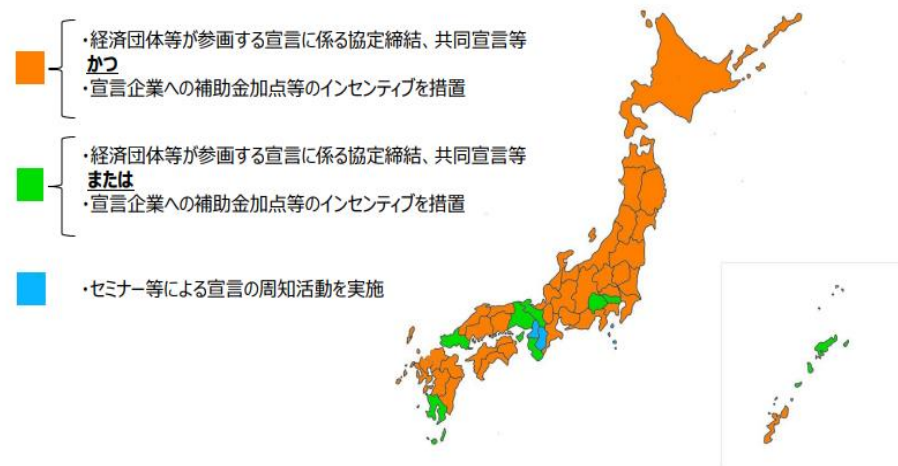 ・経済団体等が参画する宣言に係る協定締結、共同宣言等
かつ
・宣言企業への補助金加点等のインセンティブを措置
・経済団体等が参画する宣言に係る協定締結、共同宣言等
または
・宣言企業への補助金加点等のインセンティブを措置
・セミナー等による宣言の周知活動を実施